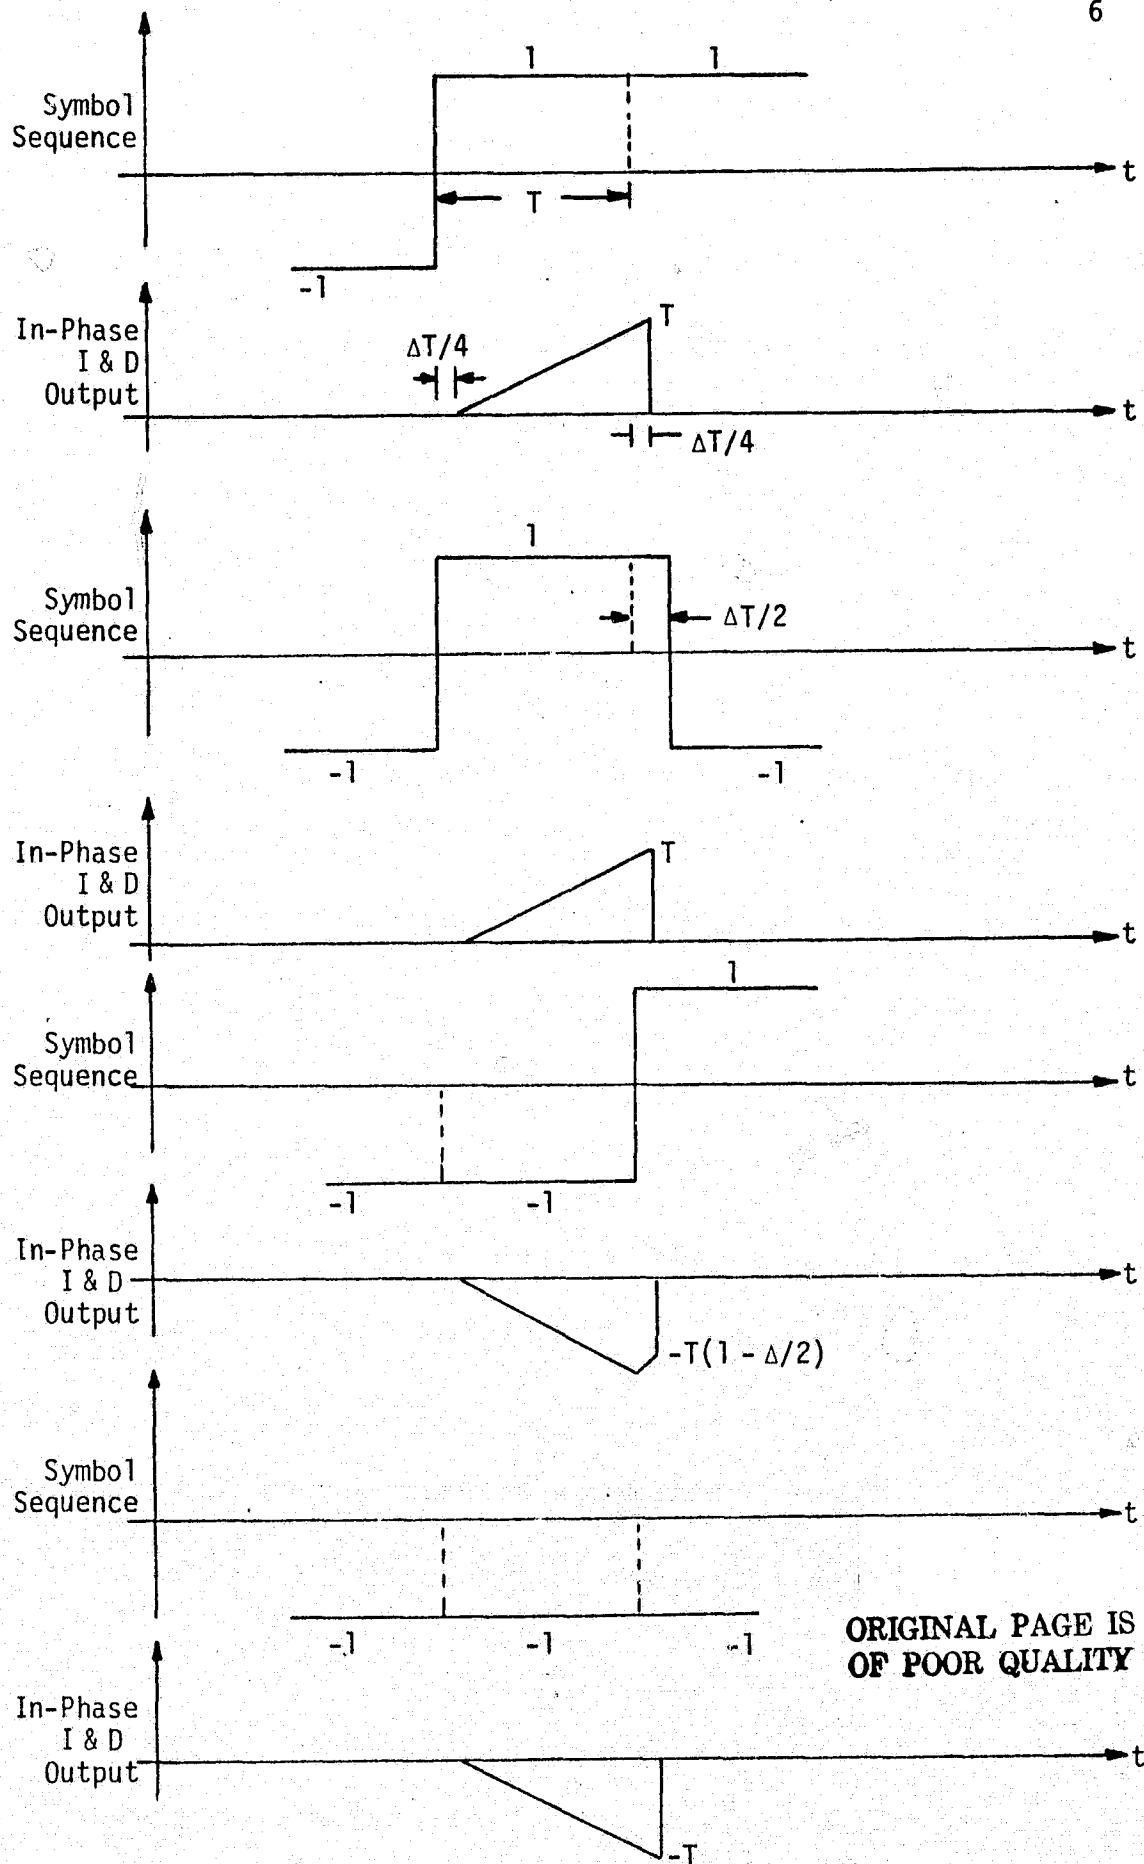 6
1 1
Symbol
Sequence
t
T
-1
In-Phase
I & D
Output
ΔT/4
T
t
ΔT/4
1
Symbol
Sequence
ΔT/2
t
-1 -1
In-Phase
I & D
Output
T
t
1
Symbol
Sequence
t
-1 -1
In-Phase
I & D
Output
t
-T(1 - Δ/2)
Symbol
Sequence
t
-1 -1 -1
ORIGINAL PAGE IS
OF POOR QUALITY
In-Phase
I & D
Output
t
-T